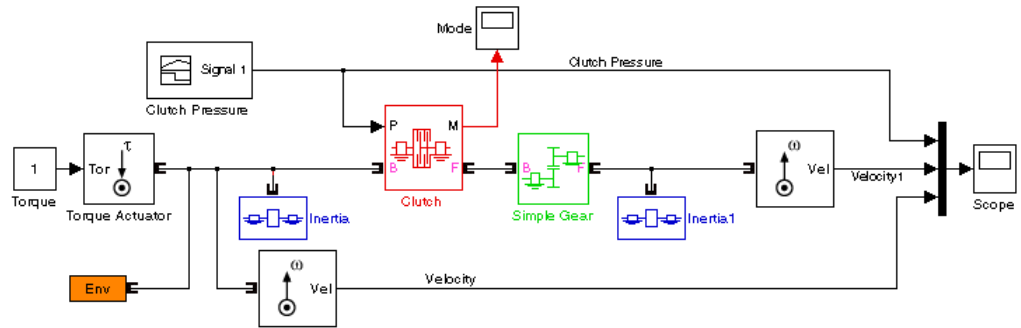 Mode
Signal 1
Clutch Pressure
Clutch Pressure
P
M
B
F
Clutch
1
Torque
Tor
τ
Torque Actuator
Inertia
B
F
Simple Gear
Inertia1
ω
Vel
Velocity1
Scope
Env
ω
Vel
Velocity